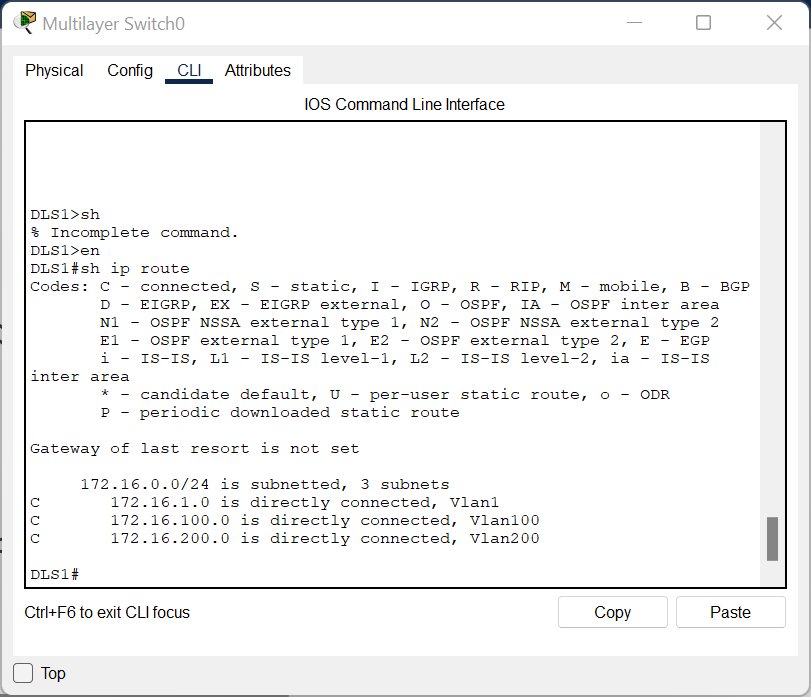 Multilayer Switch0
Physical Config CLI Attributes
IOS Command Line Interface
DLS1>sh
% Incomplete command.
DLS1>en
DLS1#sh ip route
Codes: C - connected, S - static, I - IGRP, R - RIP, M - mobile, B - BGP
D - EIGRP, EX - EIGRP external, O - OSPF, IA - OSPF inter area
N1 - OSPF NSSA external type 1, N2 - OSPF NSSA external type 2
E1 - OSPF external type 1, E2 - OSPF external type 2, E - EGP
i - IS-IS, L1 - IS-IS level-1, L2 - IS-IS level-2, ia - IS-IS
inter area
* - candidate default, U - per-user static route, o - ODR
P - periodic downloaded static route
Gateway of last resort is not set
172.16.0.0/24 is subnetted, 3 subnets
C 172.16.1.0 is directly connected, Vlan1
C 172.16.100.0 is directly connected, Vlan100
C 172.16.200.0 is directly connected, Vlan200
DLS1#
Ctrl+F6 to exit CLI focus Copy Paste
Top